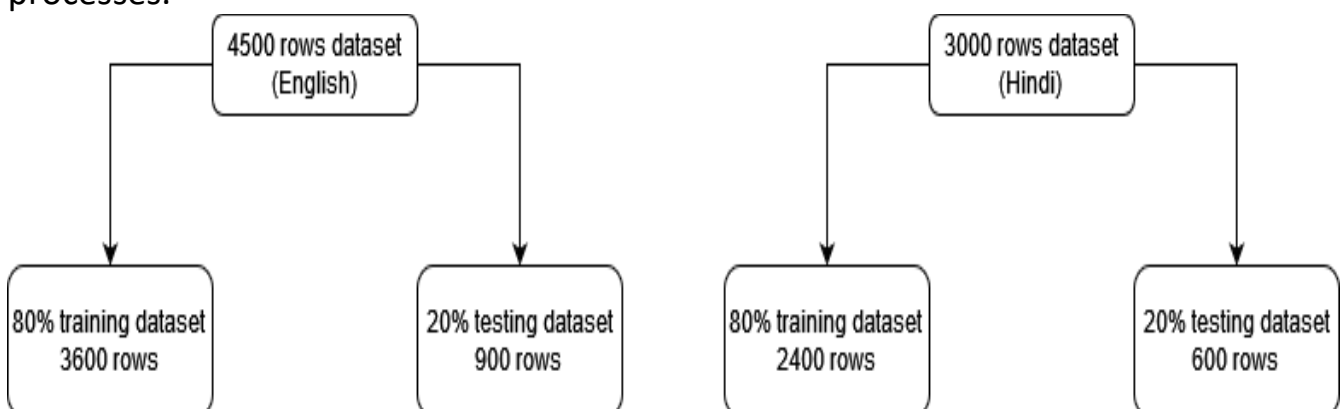 processes.
4500 rows dataset
(English)
3000 rows dataset
(Hindi)
80% training dataset
3600 rows
20% testing dataset
900 rows
80% training dataset
2400 rows
20% testing dataset
600 rows